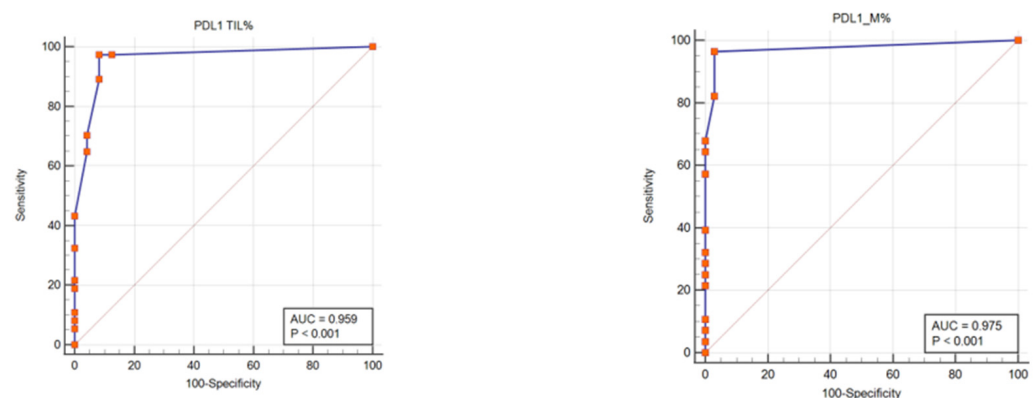 PDL1 TIL%
100
80
60
40
20
0
Sensitivity
AUC = 0.959
P < 0.001
0 20 40 60 80 100
100-Specificity
PDL1_M%
100
80
60
40
20
0
Sensitivity
AUC = 0.975
P < 0.001
0 20 40 60 80 100
100-Specificity